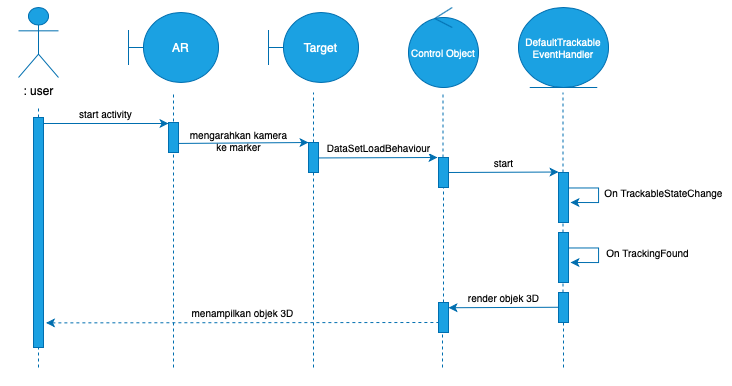 AR
Target
Control Object
DefaultTrackable
EventHandler
: user
start activity
mengarahkan kamera
ke marker
DataSetLoadBehaviour
start
On TrackableStateChange
On TrackingFound
render objek 3D
menampilkan objek 3D